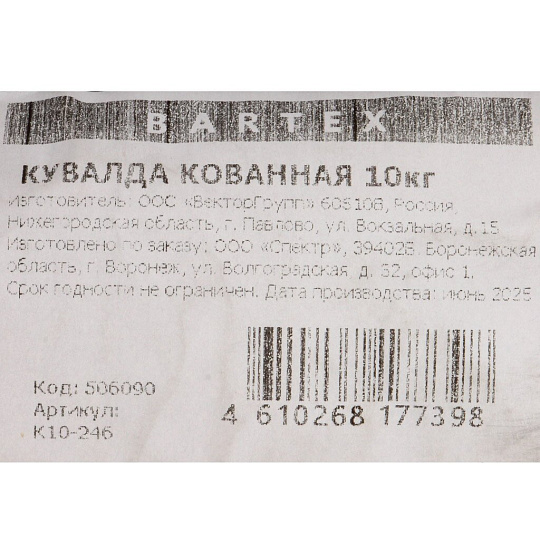 BARTEX
КУВАЛДА КОВАННАЯ 10кг
Изготовитель: ООО «ВекторГрупп» 606108, Россия,
Нижегородская область, г. Павлово, ул. Вокзальная, д.15
Изготовлено по заказу: ООО «Спектр», 394028, Воронежская
область, г. Воронеж, ул. Волгоградская, д. 32, офис 1.
Срок годности не ограничен. Дата производства: июнь 2025
Код: 506090
Артикул:
К10-246
4 610268 177398